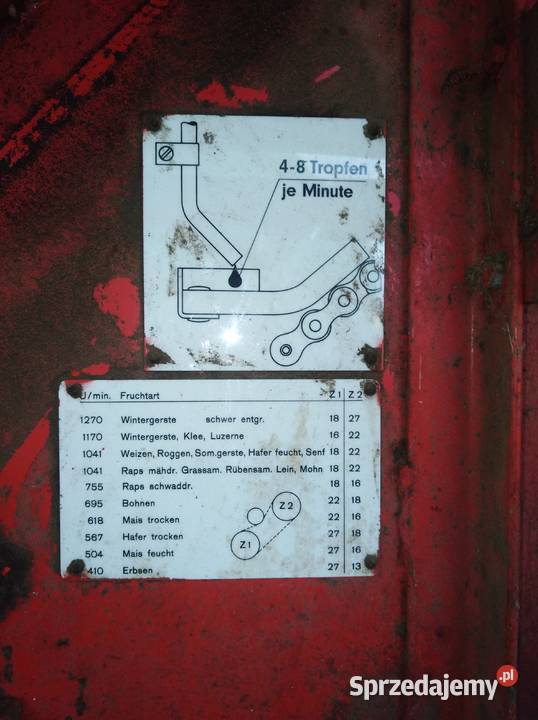 4-8 Tropfen
je Minute
U/min. Fruchtart Z1 Z2
1270 Wintergerste schwer entgr. 18 27
1170 Wintergerste, Klee, Luzerne 16 22
1041 Weizen, Roggen, Som.gerste, Hafer feucht, Senf 18 22
1041 Raps mähdr. Grassam. Rübensam. Lein, Mohn 18 22
755 Raps schwaddr. 18 16
695 Bohnen 22 18
618 Mais trocken 22 16
567 Hafer trocken 27 18
504 Mais feucht 27 16
410 Erbsen 27 13
Z2
Z1
Sprzedajemy.pl